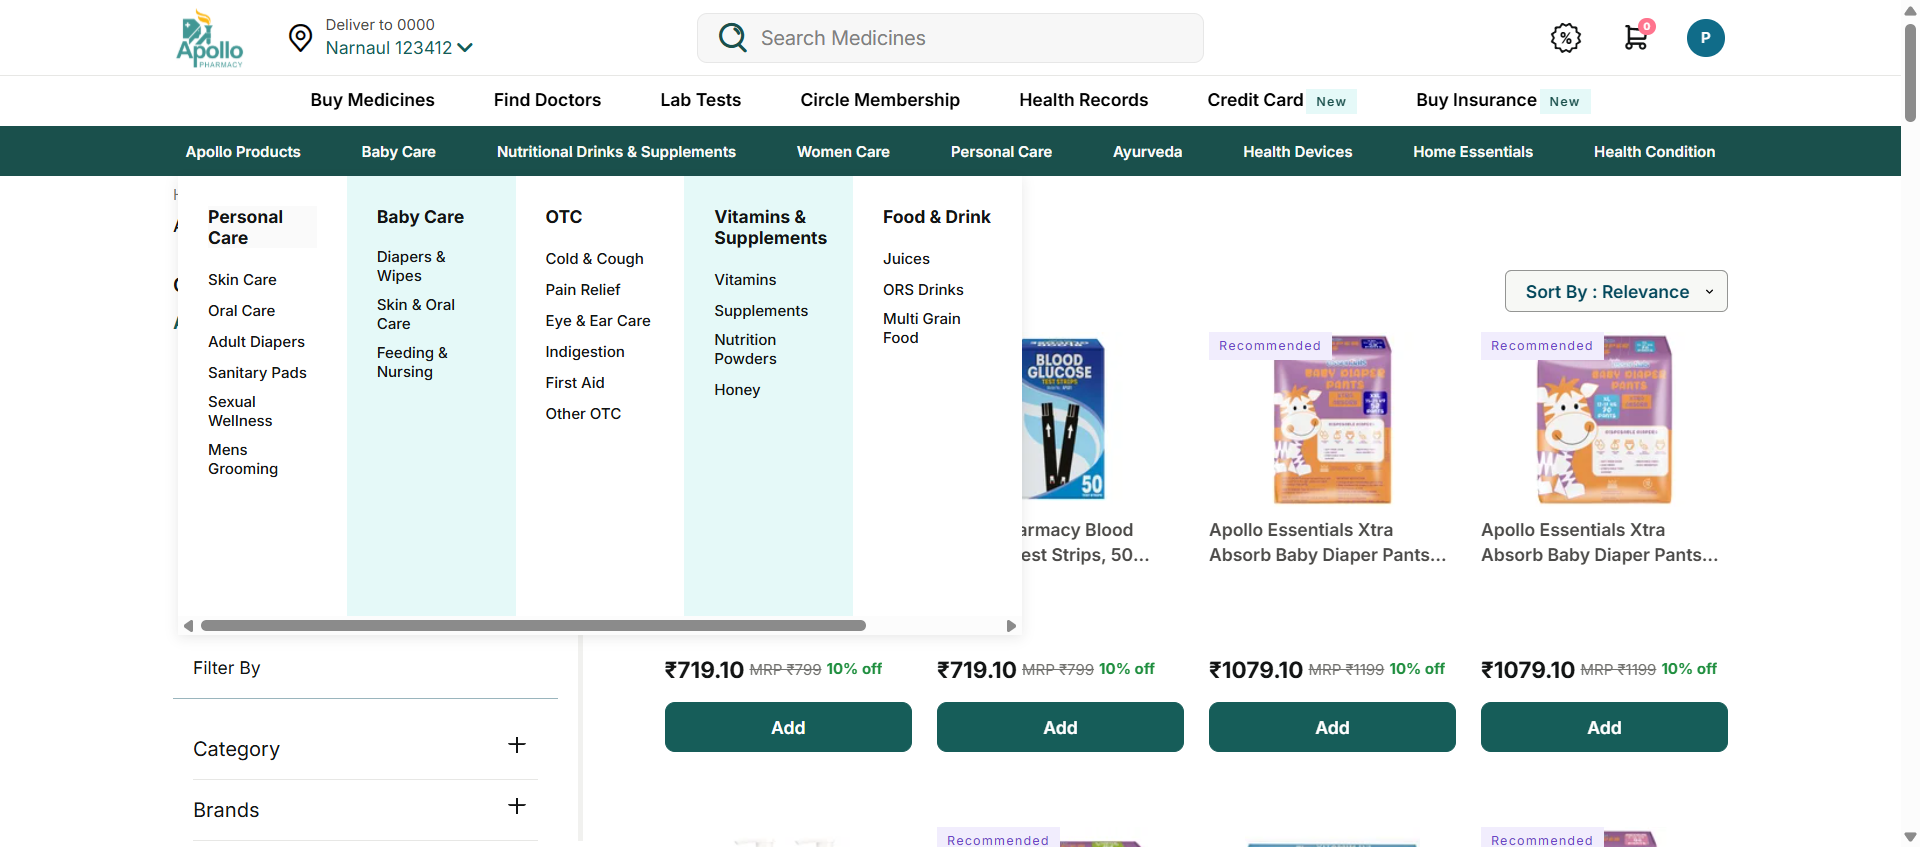 Apollo
PHARMACY
Deliver to 0000
Narnaul 123412
Search Medicines
0
P
Buy Medicines
Find Doctors
Lab Tests
Circle Membership
Health Records
Credit Card New
Buy Insurance New
Apollo Products
Baby Care
Nutritional Drinks & Supplements
Women Care
Personal Care
Ayurveda
Health Devices
Home Essentials
Health Condition
Personal
Care
Skin Care
Oral Care
Adult Diapers
Sanitary Pads
Sexual
Wellness
Mens
Grooming
Baby Care
Diapers &
Wipes
Skin & Oral
Care
Feeding &
Nursing
OTC
Cold & Cough
Pain Relief
Eye & Ear Care
Indigestion
First Aid
Other OTC
Vitamins &
Supplements
Vitamins
Supplements
Nutrition
Powders
Honey
Food & Drink
Juices
ORS Drinks
Multi Grain
Food
Sort By : Relevance
BLOOD
GLUCOSE
TEST STRIPS
50
armacy Blood
est Strips, 50...
Recommended
BABY DIAPER
PANTS
Apollo Essentials Xtra
Absorb Baby Diaper Pants...
Recommended
BABY DIAPER
PANTS
Apollo Essentials Xtra
Absorb Baby Diaper Pants...
₹719.10 MRP ₹799 10% off
Add
₹719.10 MRP ₹799 10% off
Add
₹1079.10 MRP ₹1199 10% off
Add
₹1079.10 MRP ₹1199 10% off
Add
Filter By
Category
Brands
Recommended
Recommended